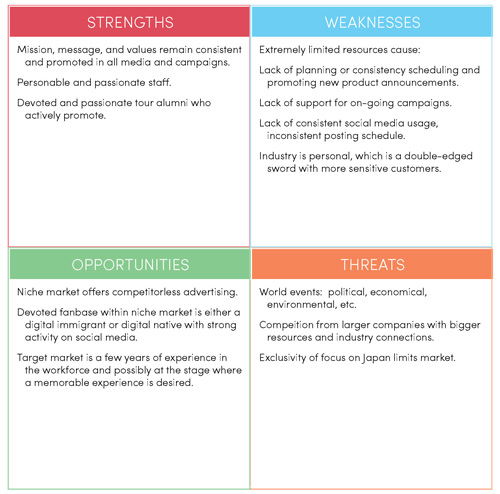 STRENGTHS
Mission, message, and values remain consistent
and promoted in all media and campaigns.
Personable and passionate staff.
Devoted and passionate tour alumni who
actively promote.
WEAKNESSES
Extremely limited resources cause:
Lack of planning or consistency scheduling and
promoting new product announcements.
Lack of support for on-going campaigns.
Lack of consistent social media usage,
inconsistent posting schedule.
Industry is personal, which is a double-edged
sword with more sensitive customers.
OPPORTUNITIES
Niche market offers competitorless advertising.
Devoted fanbase within niche market is either a
digital immigrant or digital native with strong
activity on social media.
Target market is a few years of experience in
the workforce and possibly at the stage where
a memorable experience is desired.
THREATS
World events:  political, economical,
environmental, etc.
Compeition from larger companies with bigger
resources and industry connections.
Exclusivity of focus on Japan limits market.